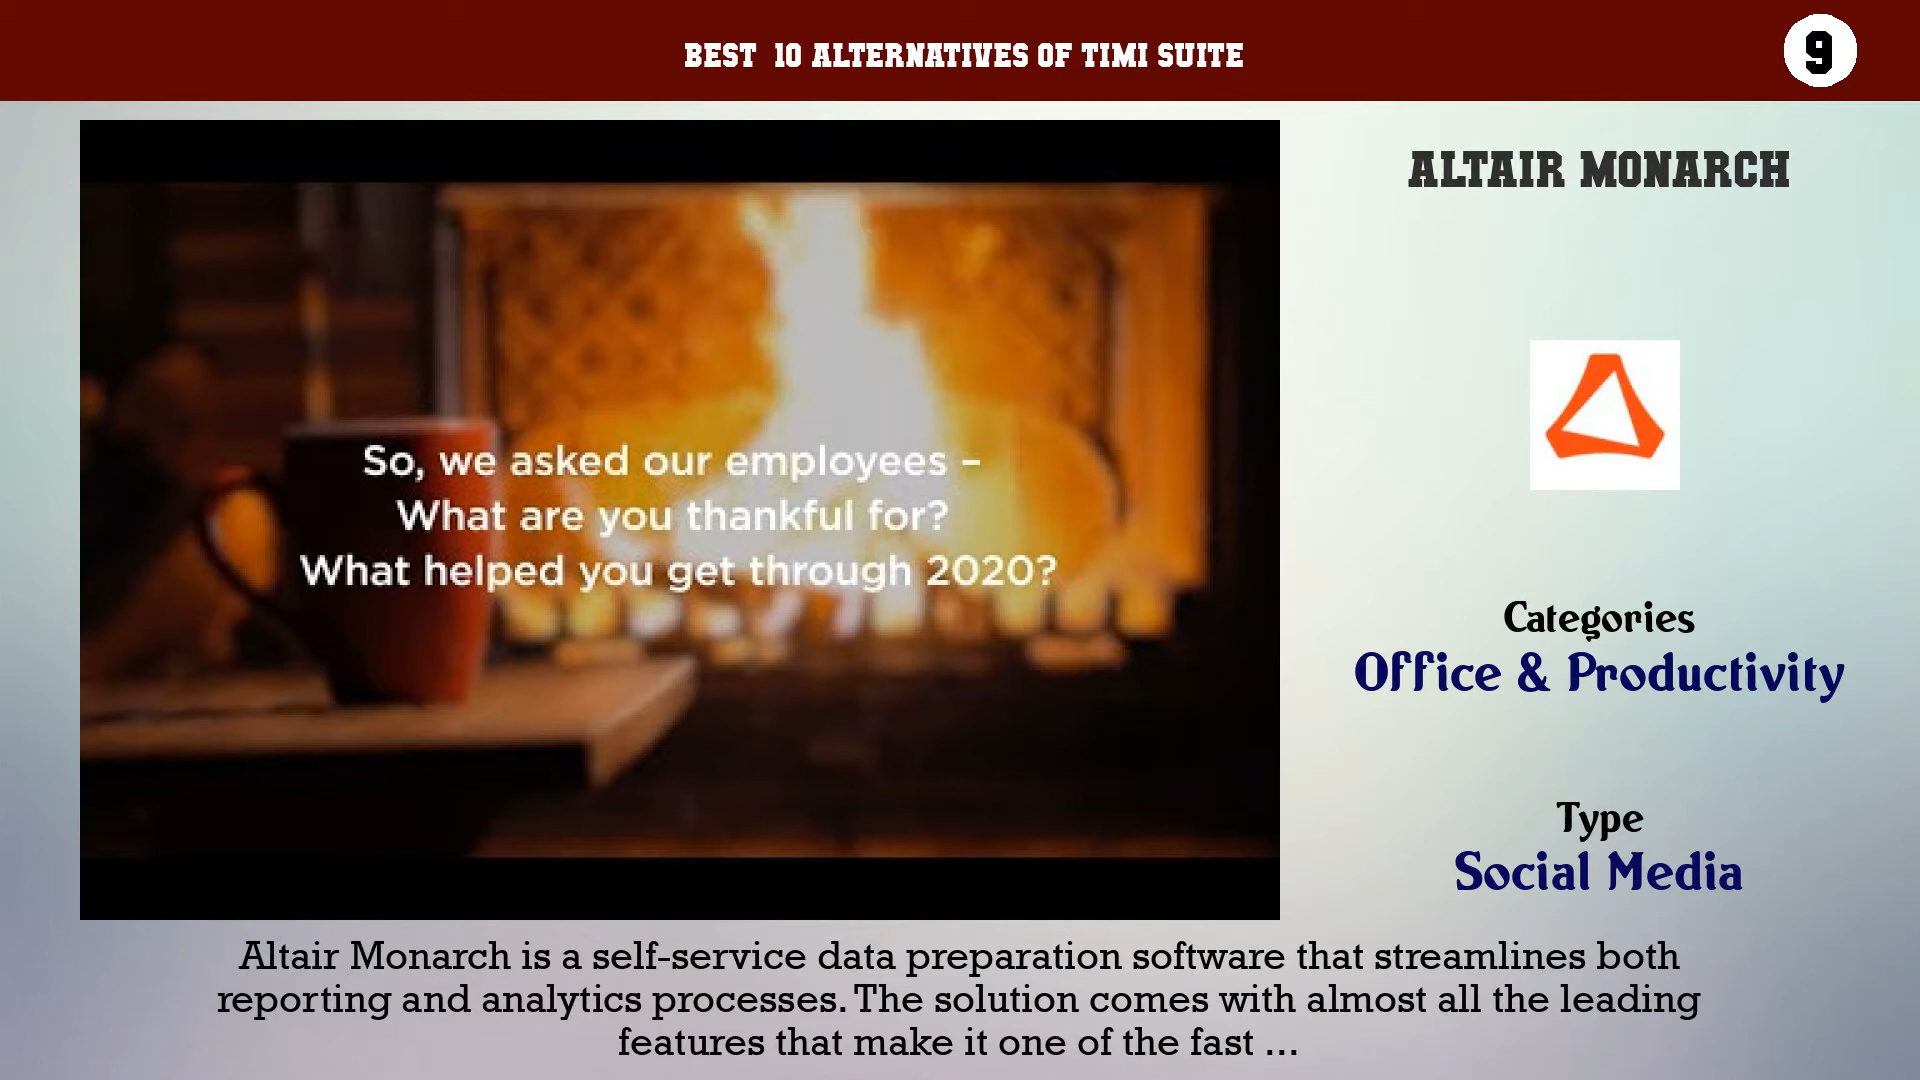 BEST 10 ALTERNATIVES OF TIMI SUITE
9
ALTAIR MONARCH
So, we asked our employees –
What are you thankful for?
What helped you get through 2020?
Categories
Office & Productivity
Type
Social Media
Altair Monarch is a self-service data preparation software that streamlines both
reporting and analytics processes. The solution comes with almost all the leading
features that make it one of the fast ...